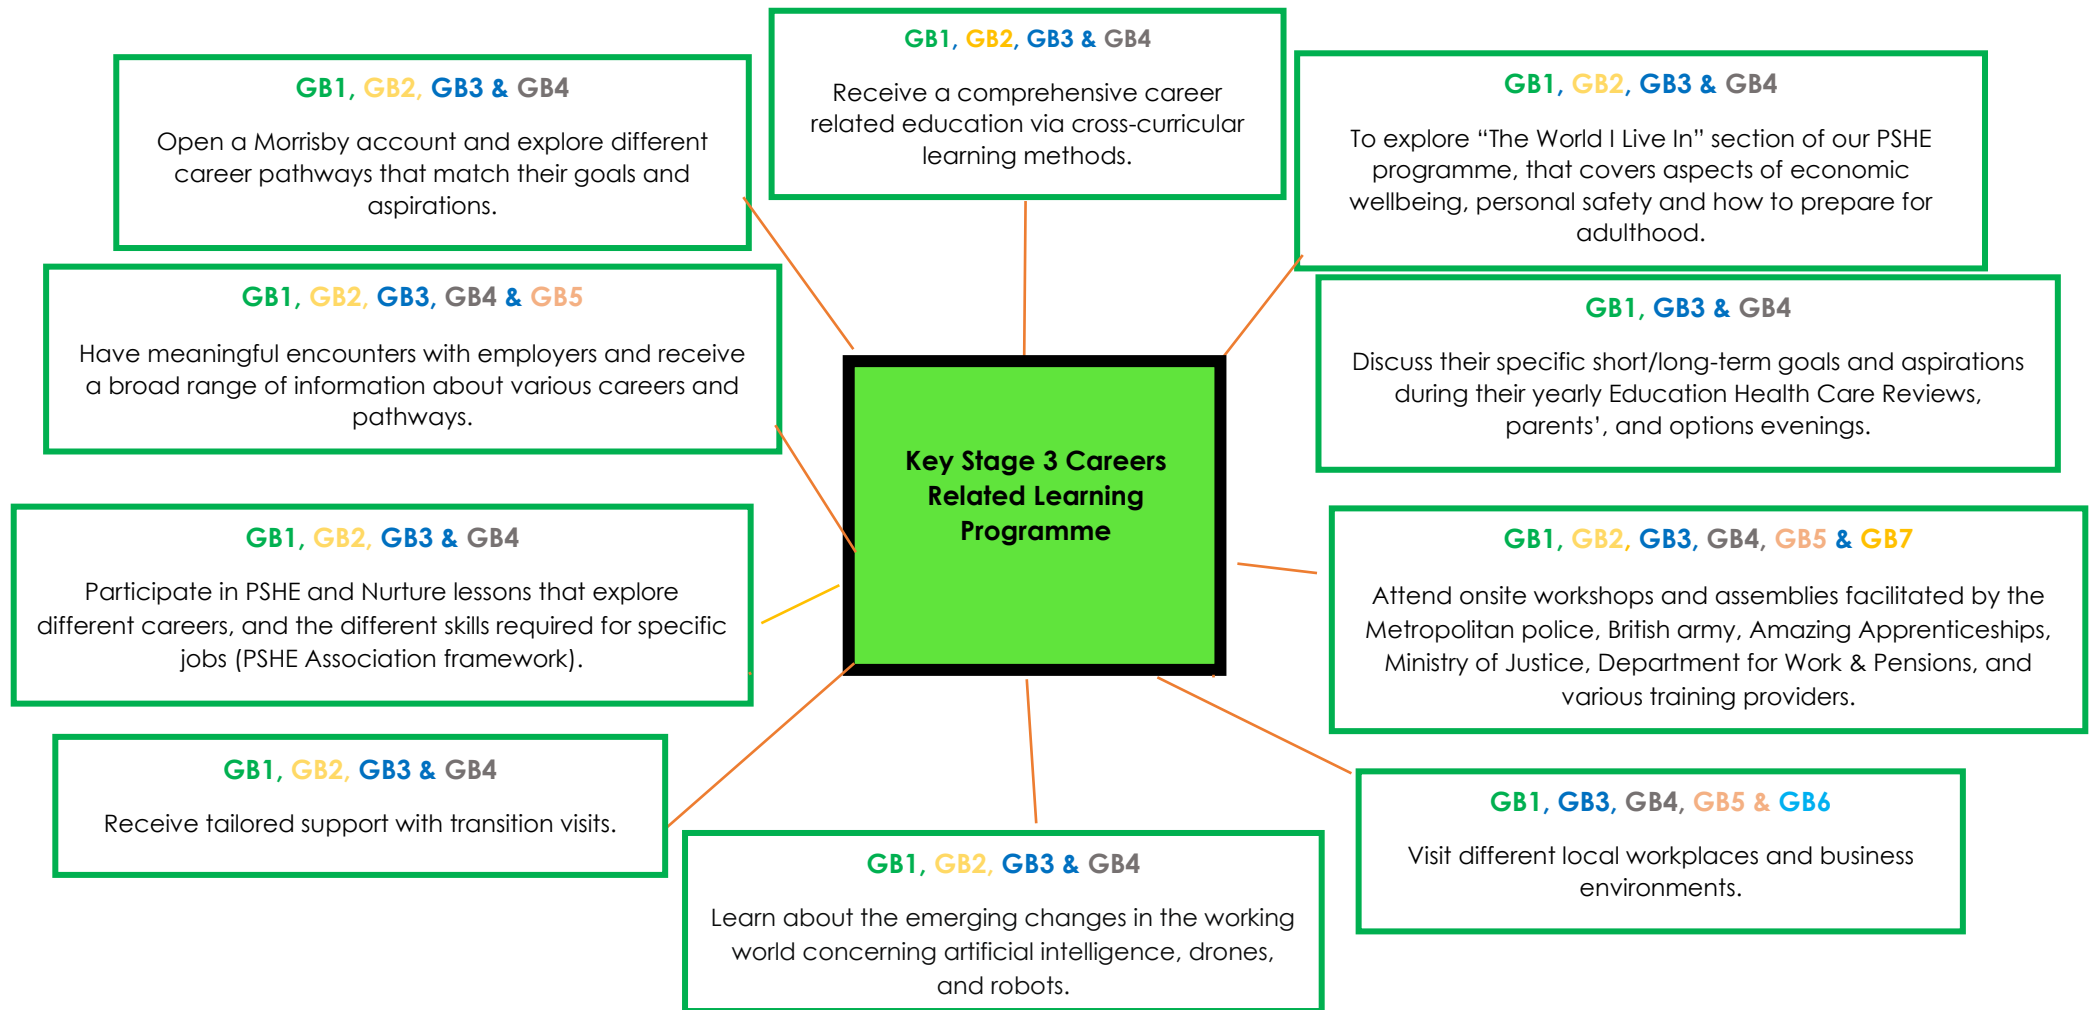 GB1, GB2, GB3 & GB4
Receive a comprehensive career
related education via cross-curricular
learning methods.
GB1, GB2, GB3 & GB4
Open a Morrisby account and explore different
career pathways that match their goals and
aspirations.
GB1, GB2, GB3 & GB4
To explore “The World I Live In” section of our PSHE
programme, that covers aspects of economic
wellbeing, personal safety and how to prepare for
adulthood.
GB1, GB2, GB3, GB4 & GB5
Have meaningful encounters with employers and receive
a broad range of information about various careers and
pathways.
GB1, GB3 & GB4
Discuss their specific short/long-term goals and aspirations
during their yearly Education Health Care Reviews,
parents’, and options evenings.
Key Stage 3 Careers
Related Learning
Programme
GB1, GB2, GB3 & GB4
Participate in PSHE and Nurture lessons that explore
different careers, and the different skills required for specific
jobs (PSHE Association framework).
GB1, GB2, GB3, GB4, GB5 & GB7
Attend onsite workshops and assemblies facilitated by the
Metropolitan police, British army, Amazing Apprenticeships,
Ministry of Justice, Department for Work & Pensions, and
various training providers.
GB1, GB2, GB3 & GB4
Receive tailored support with transition visits.
GB1, GB3, GB4, GB5 & GB6
Visit different local workplaces and business
environments.
GB1, GB2, GB3 & GB4
Learn about the emerging changes in the working
world concerning artificial intelligence, drones,
and robots.